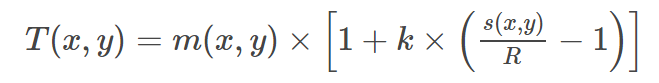 T(x, y) = m(x, y) × [1 + k × (s(x,y)/R − 1)]